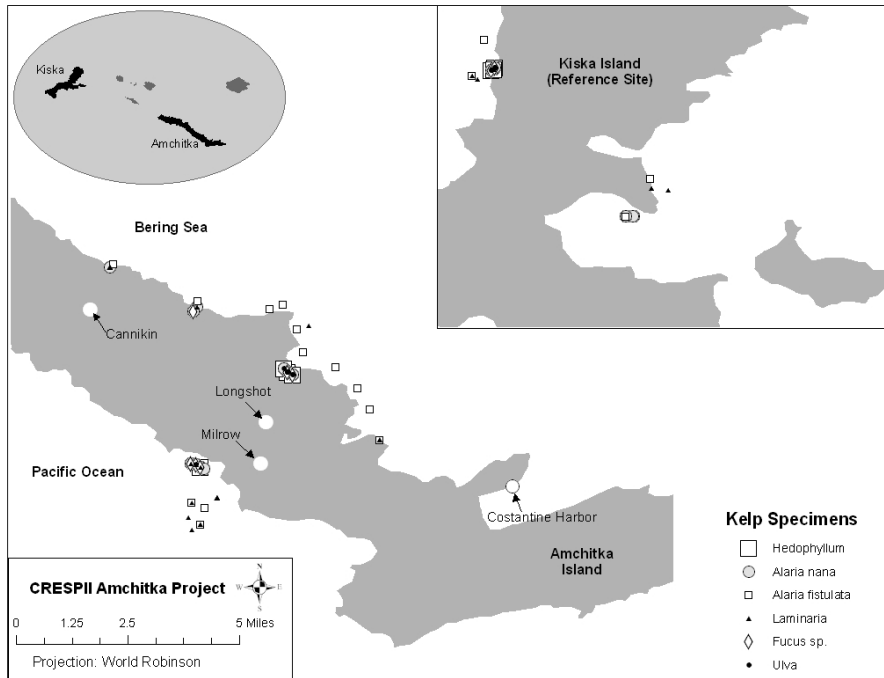 Kiska
Amchitka
Kiska Island
(Reference Site)
Bering Sea
Cannikin
Longshot
Milrow
Pacific Ocean
Costantine Harbor
Amchitka
Island
CRESPII Amchitka Project
N
W
E
S
0 1.25 2.5 5 Miles
Projection: World Robinson
Kelp Specimens
Hedophyllum
Alaria nana
Alaria fistulata
Laminaria
Fucus sp.
Ulva